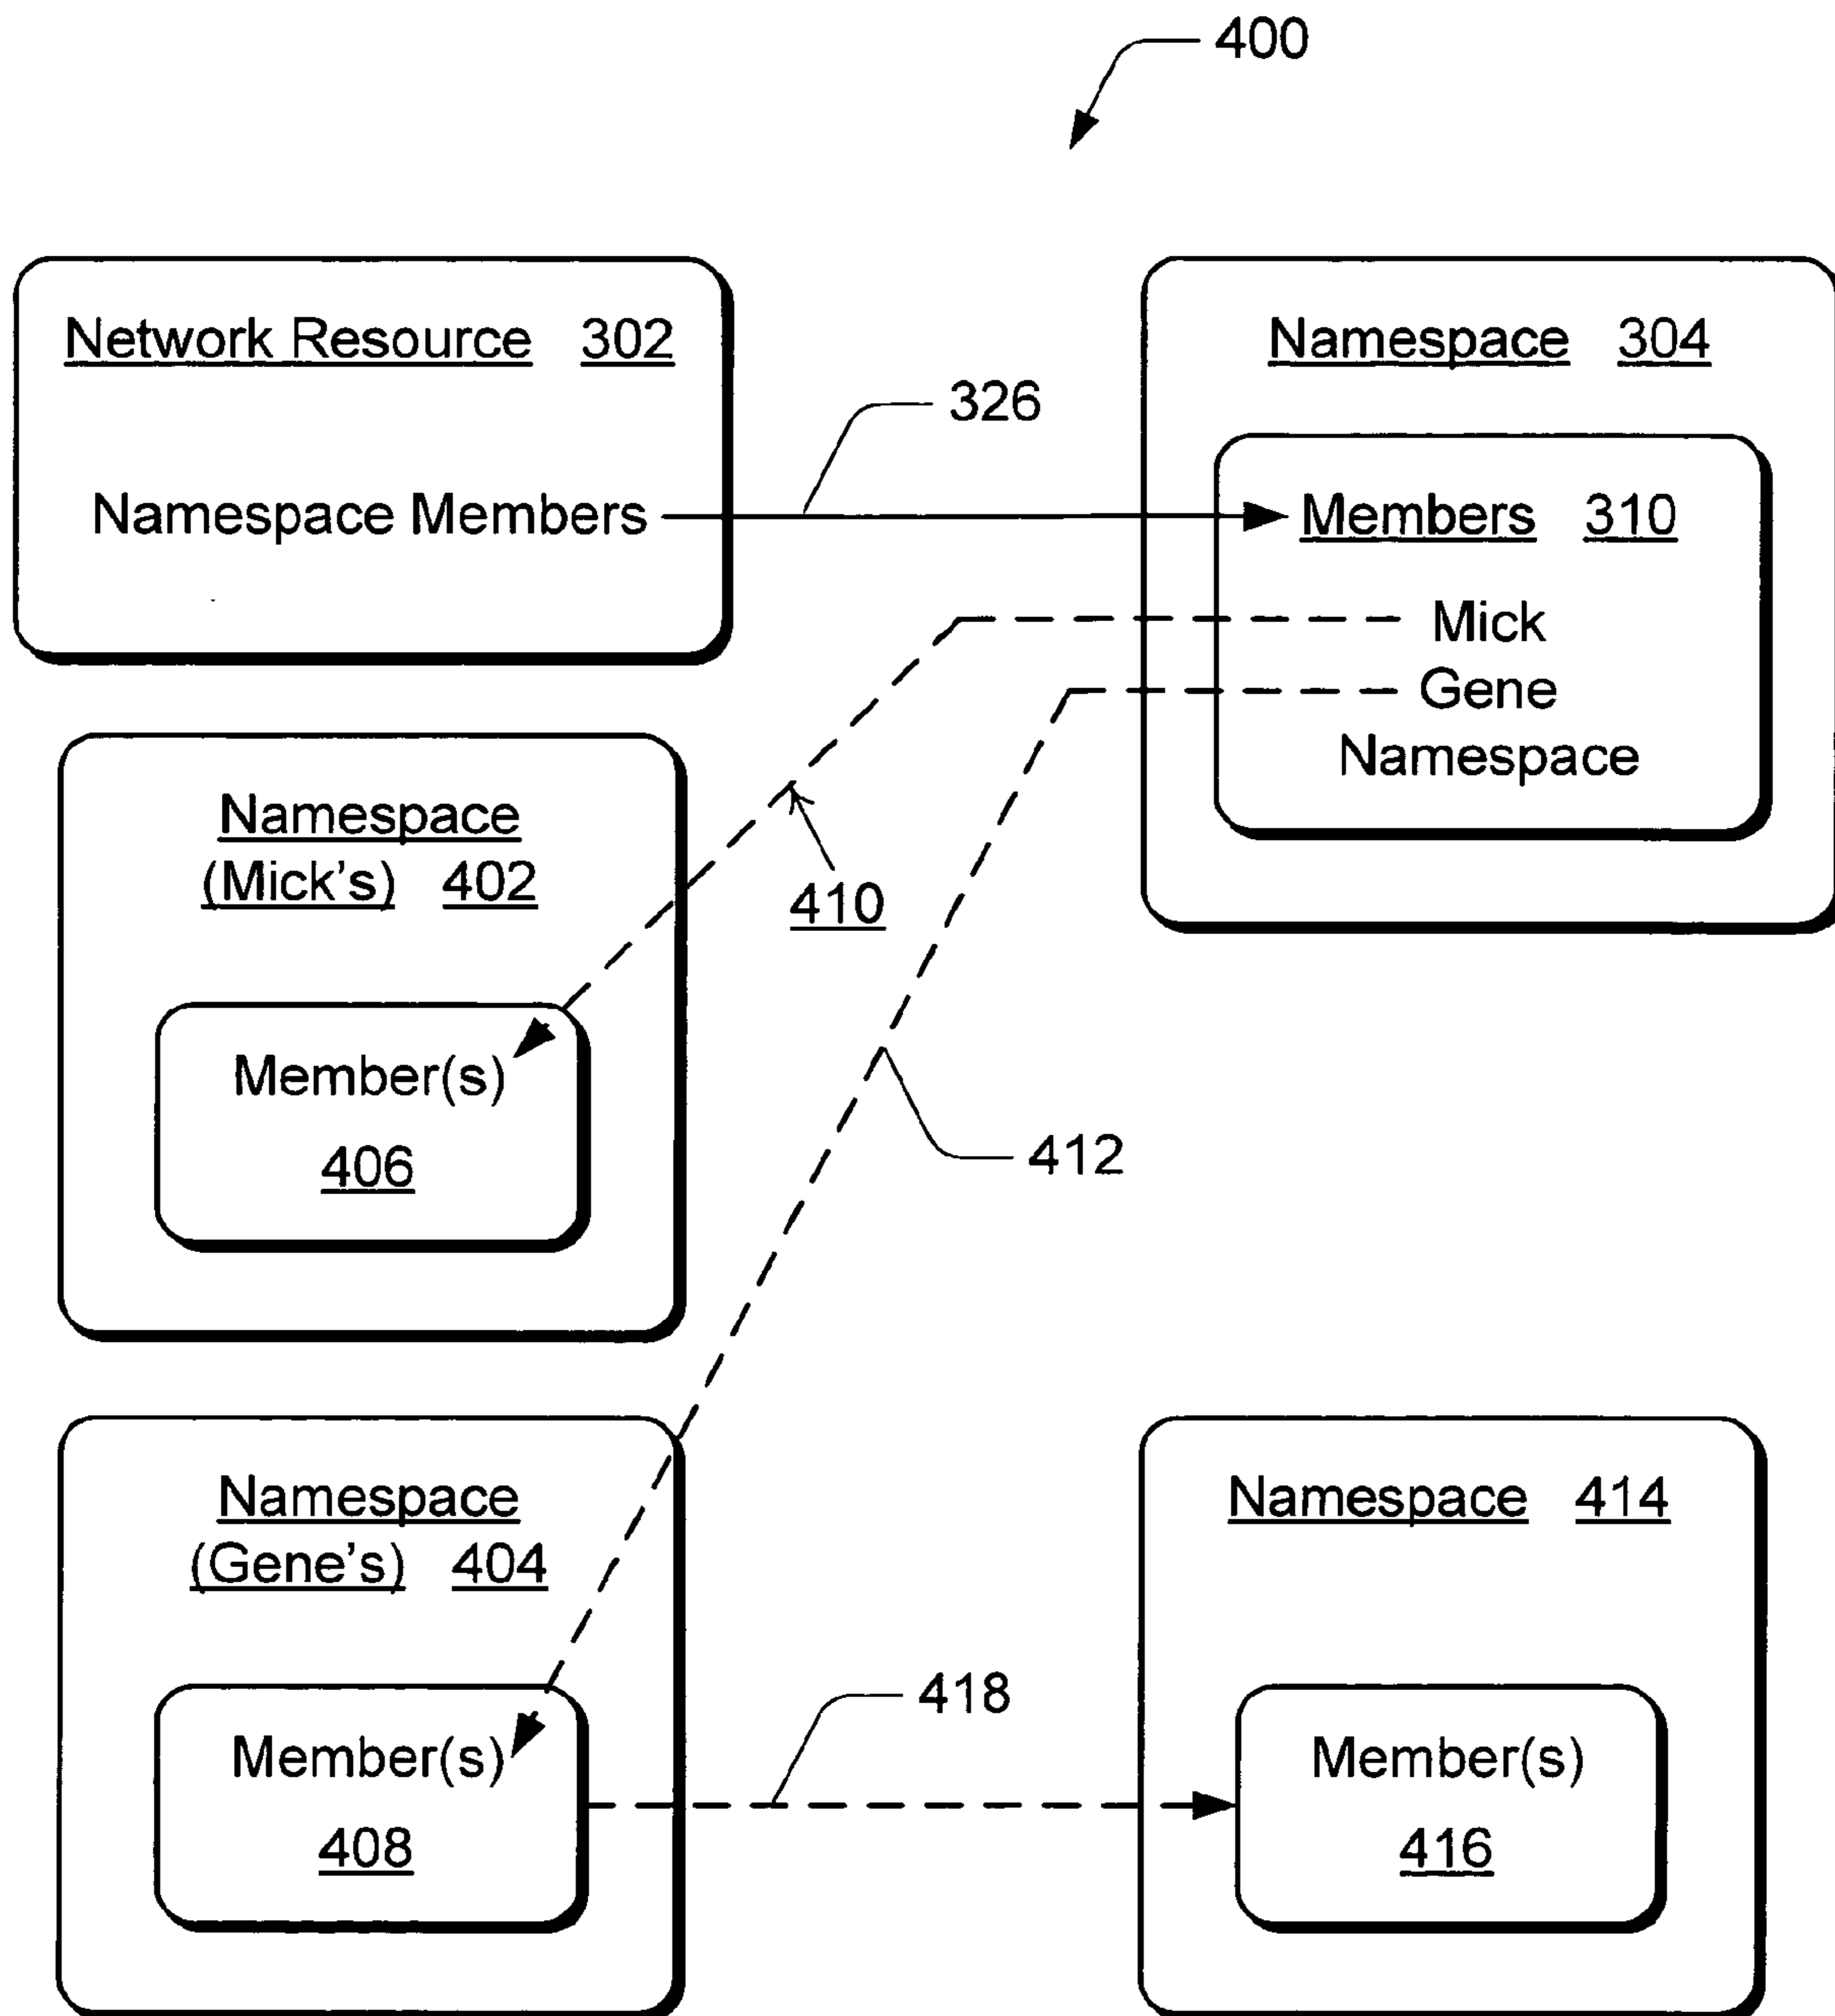 400
Network Resource 302
Namespace Members
326
Namespace 304
Members 310
Mick
Gene
Namespace
Namespace
(Mick's) 402
Member(s)
406
410
412
Namespace
(Gene's) 404
Member(s)
408
418
Namespace 414
Member(s)
416